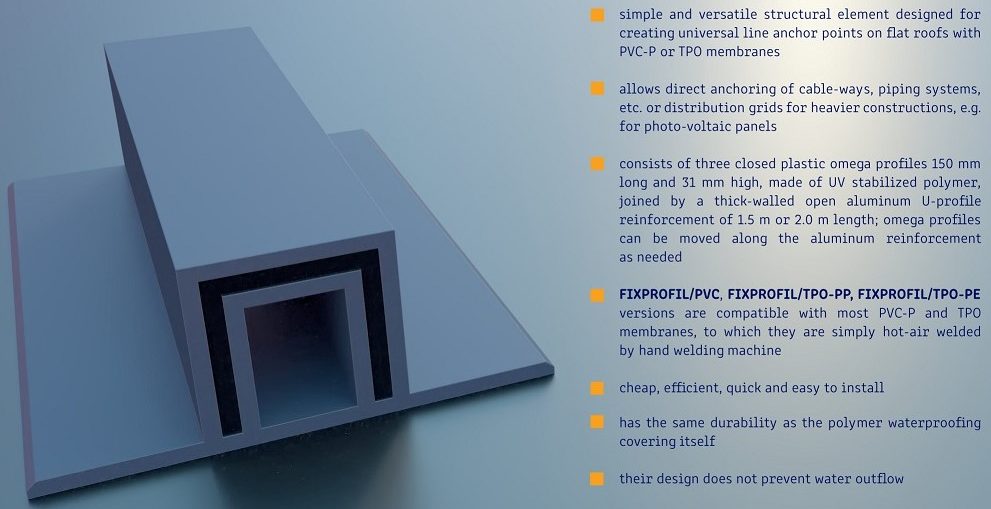 simple and versatile structural element designed for
creating universal line anchor points on flat roofs with
PVC-P or TPO membranes
allows direct anchoring of cable-ways, piping systems,
etc. or distribution grids for heavier constructions, e.g.
for photo-voltaic panels
consists of three closed plastic omega profiles 150 mm
long and 31 mm high, made of UV stabilized polymer,
joined by a thick-walled open aluminum U-profile
reinforcement of 1.5 m or 2.0 m length; omega profiles
can be moved along the aluminum reinforcement
as needed
FIXPROFIL/PVC, FIXPROFIL/TPO-PP, FIXPROFIL/TPO-PE
versions are compatible with most PVC-P and TPO
membranes, to which they are simply hot-air welded
by hand welding machine
cheap, efficient, quick and easy to install
has the same durability as the polymer waterproofing
covering itself
their design does not prevent water outflow